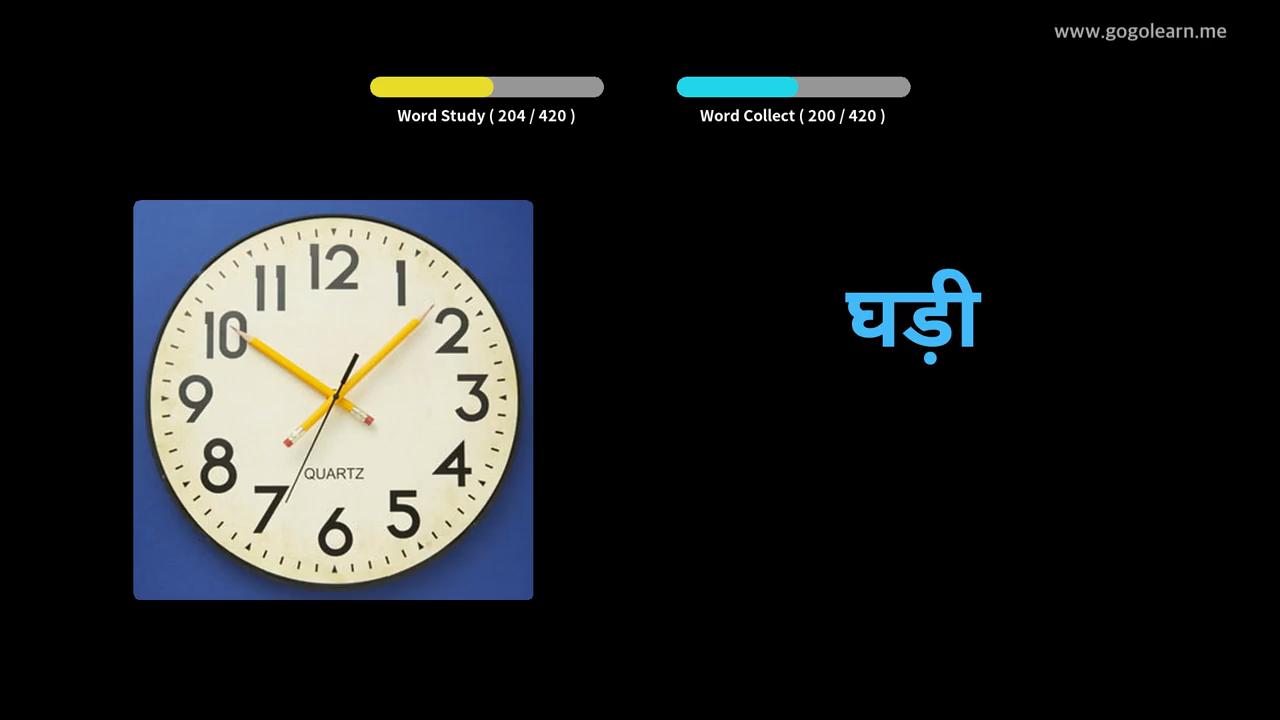 www.gogolearn.me
Word Study ( 204 / 420 )
Word Collect ( 200 / 420 )
12
11
1
10
2
9
3
8
4
QUARTZ
7
5
6
घड़ी